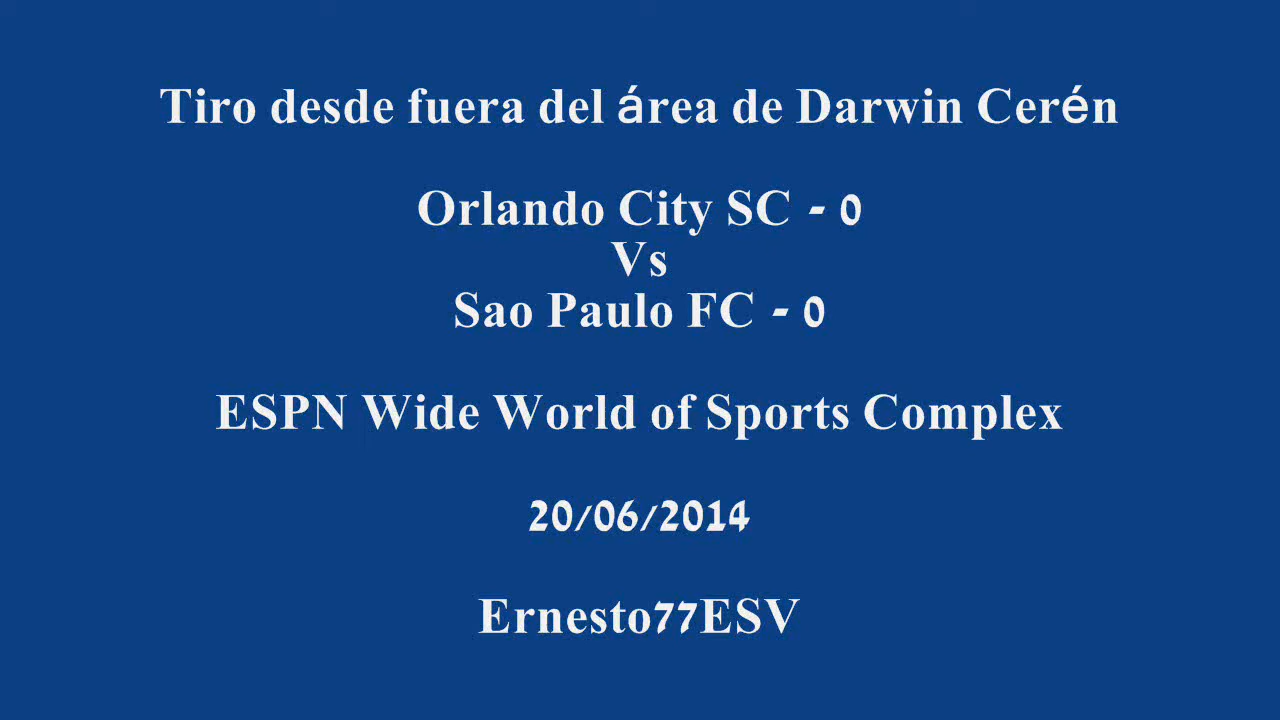 Tiro desde fuera del área de Darwin Cerén
Orlando City SC - 0
Vs
Sao Paulo FC - 0
ESPN Wide World of Sports Complex
20/06/2014
Ernesto77ESV